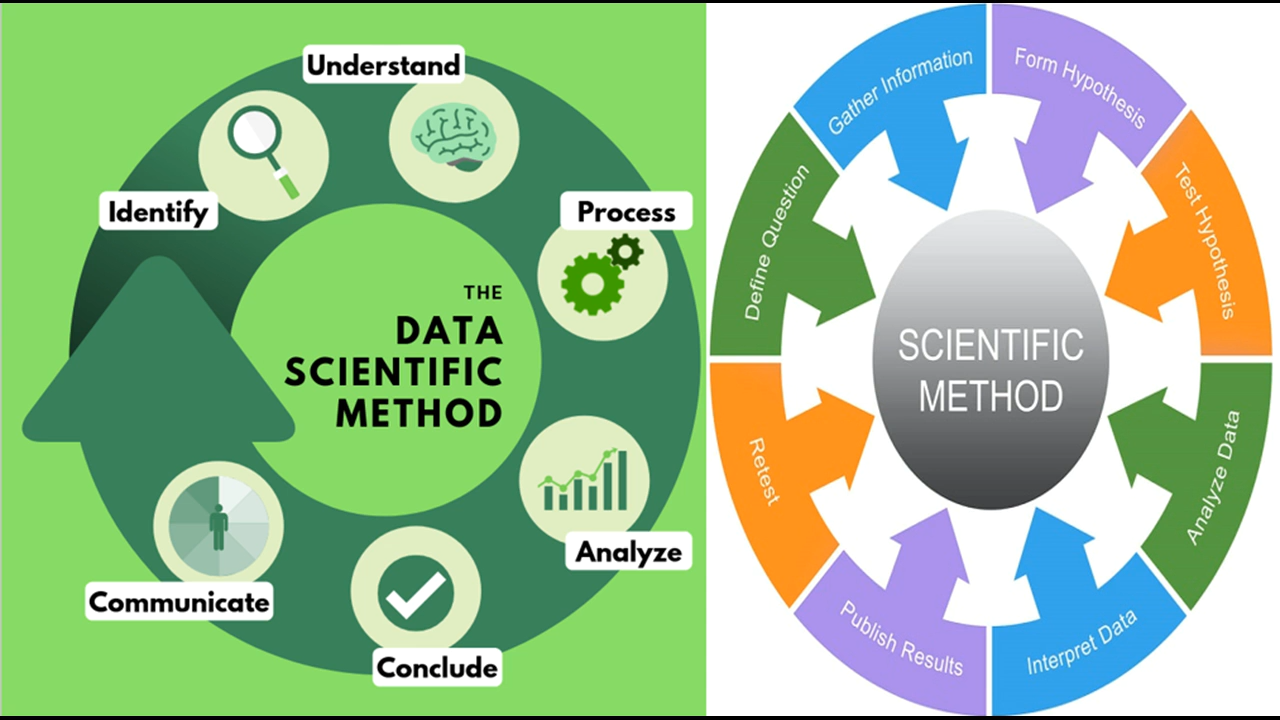 Understand
Identify
Process
THE
DATA
SCIENTIFIC
METHOD
Analyze
Communicate
Conclude
Gather Information
Form Hypothesis
Define Question
Test Hypothesis
SCIENTIFIC
METHOD
Retest
Analyze Data
Publish Results
Interpret Data